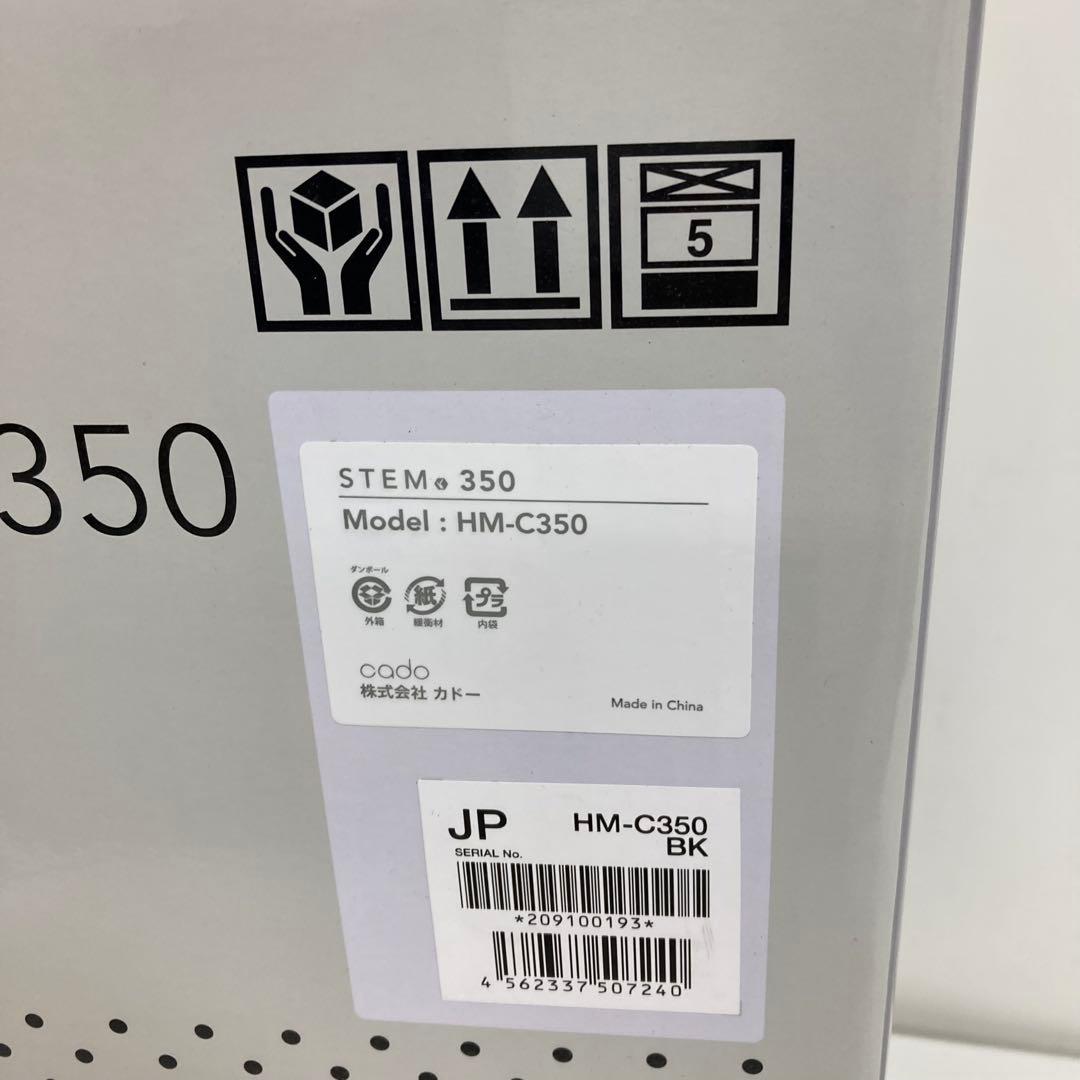 5
350
STEM 350
Model : HM-C350
ダンボール
紙
プラ
外箱
緩衝材
内袋
cado
株式会社 カドー
Made in China
JP
HM-C350
BK
SERIAL No.
*209100193*
4 562337 507240